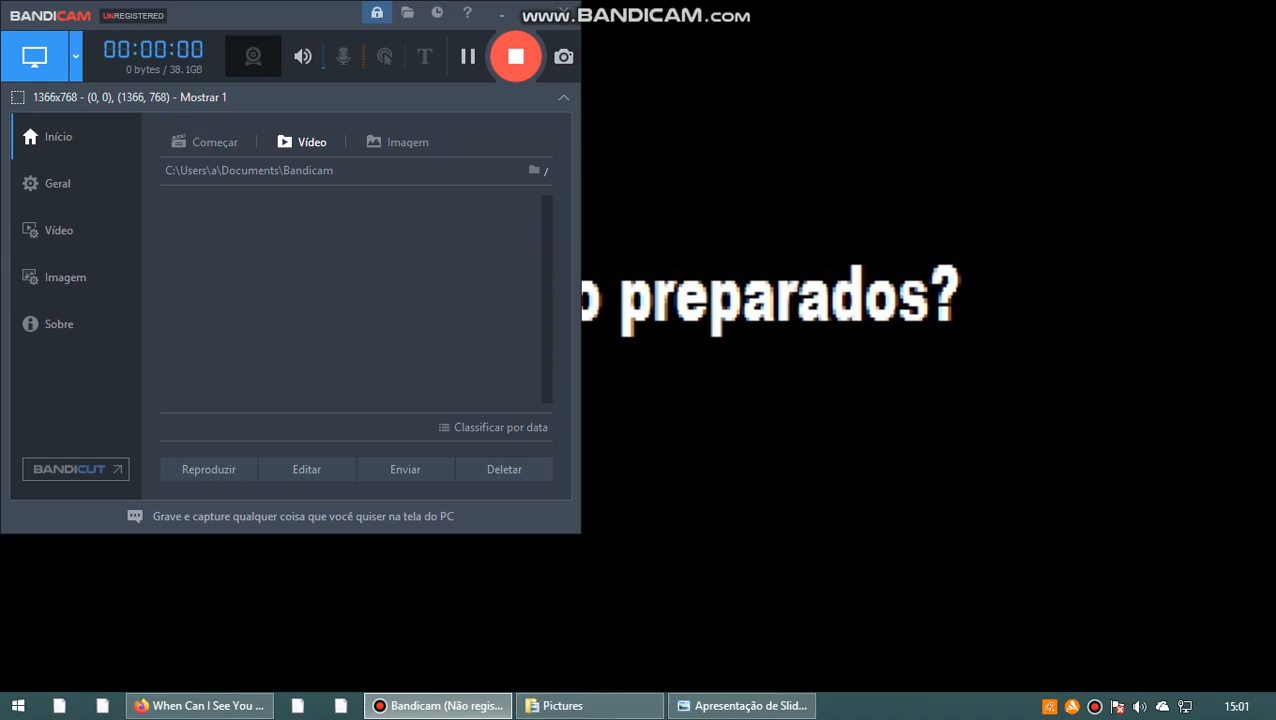 BANDICAM UNREGISTERED
www.BANDICAM.com
00:00:00
0 bytes / 38,1GB
1366x768 - (0, 0), (1366, 768) - Mostrar 1
Início
Geral
Vídeo
Imagem
Sobre
BANDICUT
Começar Vídeo Imagem
C:\Users\a\Documents\Bandicam
Classificar por data
Reproduzir Editar Enviar Deletar
Grave e capture qualquer coisa que você quiser na tela do PC
o preparados?
When Can I See You ... Bandicam (Não regis... Pictures Apresentação de Slid... 15:01